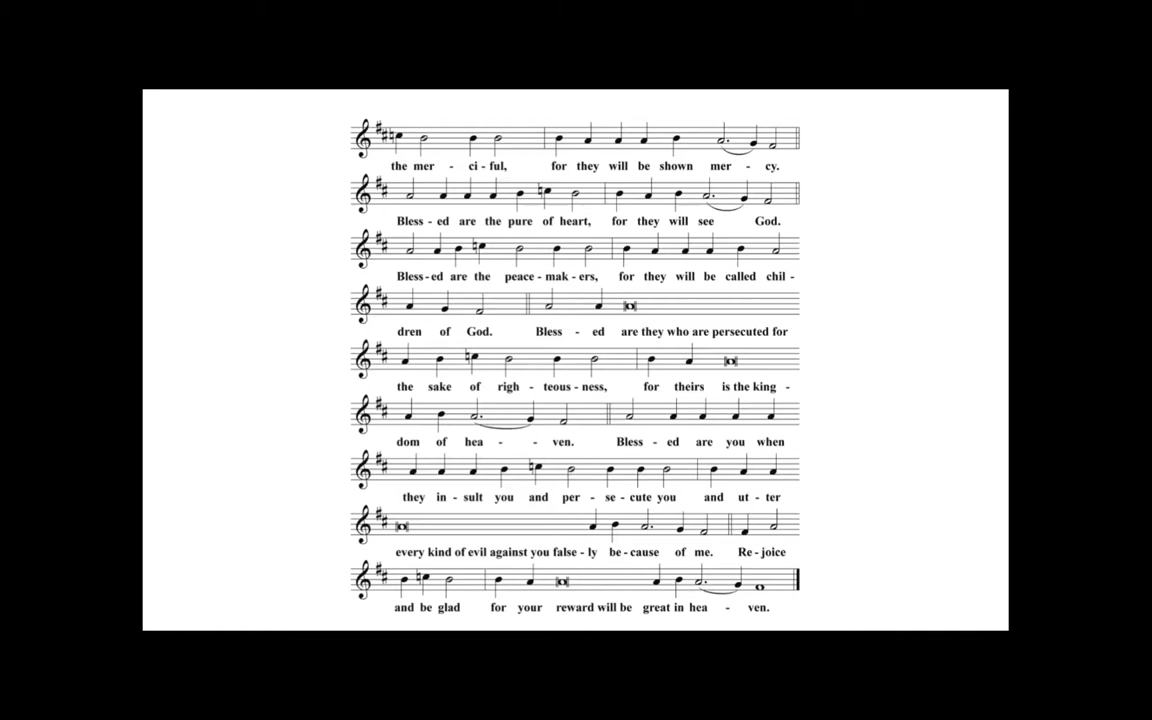 the mer - ci - ful, for they will be shown mer - cy.
Bless - ed are the pure of heart, for they will see God.
Bless - ed are the peace - mak - ers, for they will be called chil -
dren of God. Bless - ed are they who are persecuted for
the sake of righ - teous - ness, for theirs is the king -
dom of hea - - ven. Bless - ed are you when
they in - sult you and per - se - cute you and ut - ter
every kind of evil against you false - ly be - cause of me. Re - joice
and be glad for your reward will be great in hea - ven.